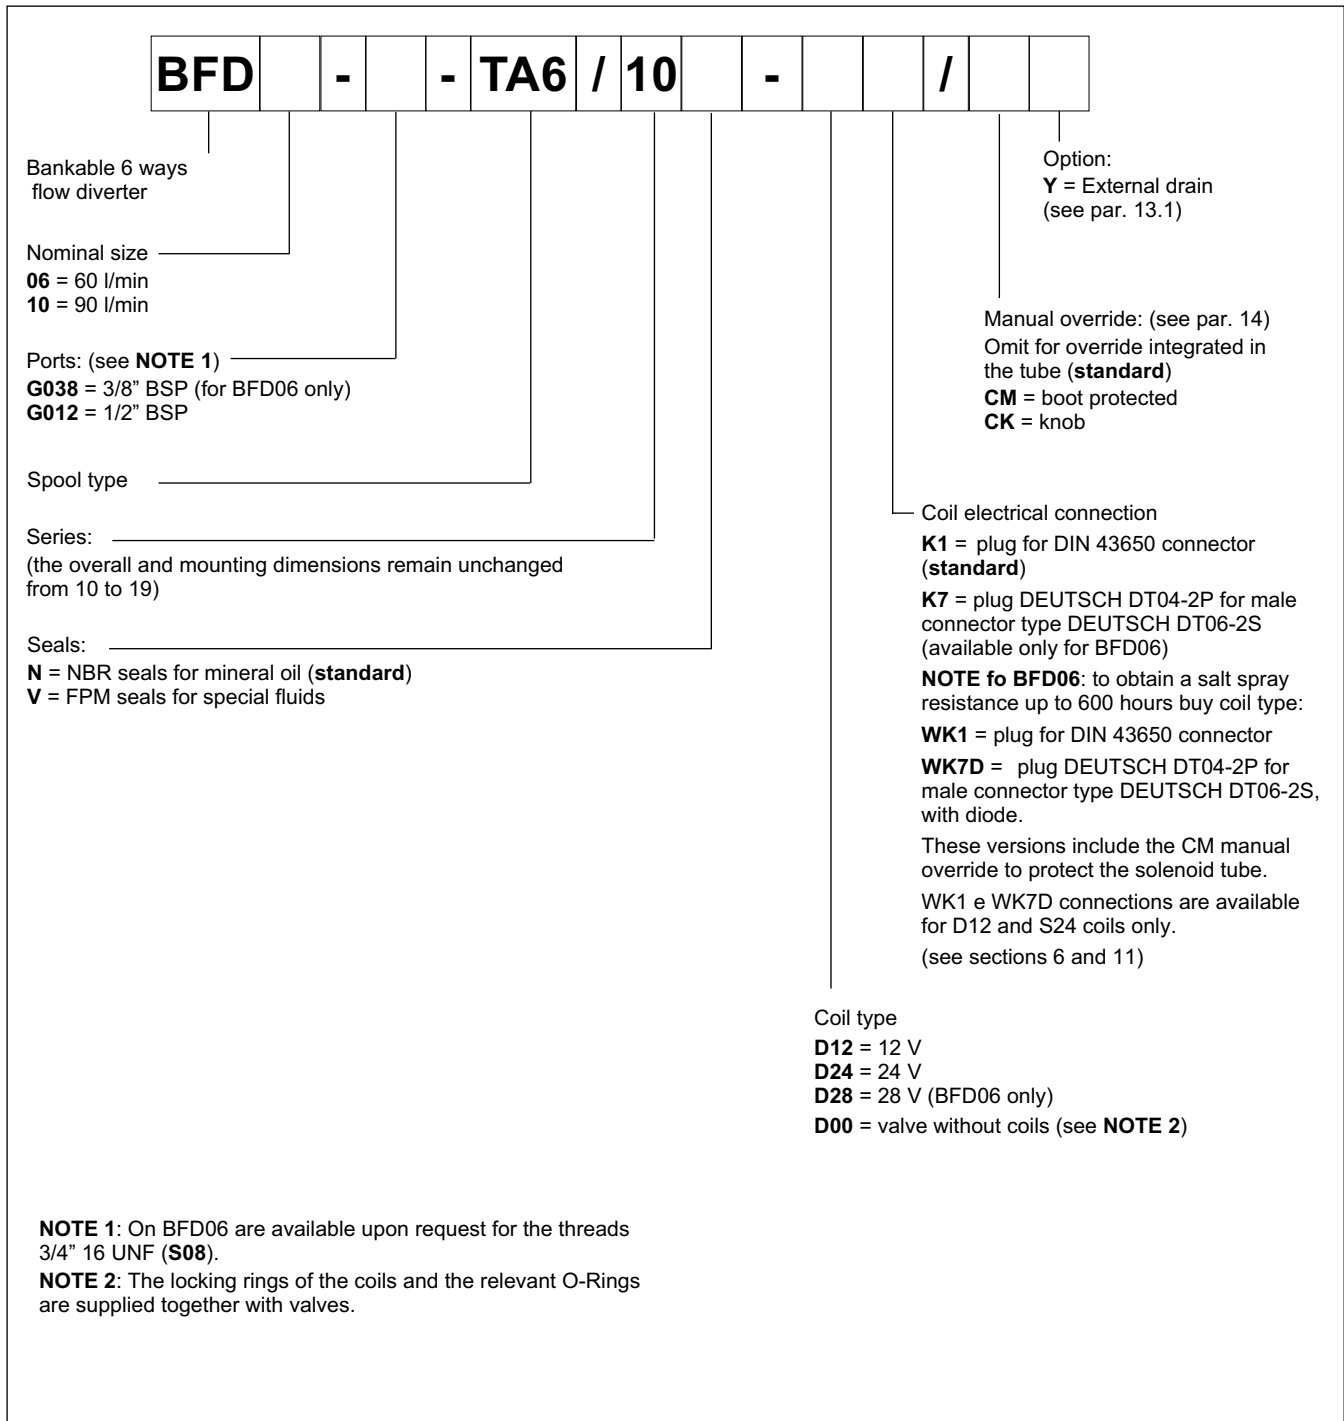 BFD - - TA6 / 10 - /
Bankable 6 ways
flow diverter
Nominal size
06 = 60 l/min
10 = 90 l/min
Ports: (see NOTE 1)
G038 = 3/8” BSP (for BFD06 only)
G012 = 1/2” BSP
Spool type
Series:
(the overall and mounting dimensions remain unchanged
from 10 to 19)
Seals:
N = NBR seals for mineral oil (standard)
V = FPM seals for special fluids
Option:
Y = External drain
(see par. 13.1)
Manual override: (see par. 14)
Omit for override integrated in
the tube (standard)
CM = boot protected
CK = knob
Coil electrical connection
K1 = plug for DIN 43650 connector
(standard)
K7 = plug DEUTSCH DT04-2P for male
connector type DEUTSCH DT06-2S
(available only for BFD06)
NOTE fo BFD06: to obtain a salt spray
resistance up to 600 hours buy coil type:
WK1 = plug for DIN 43650 connector
WK7D = plug DEUTSCH DT04-2P for
male connector type DEUTSCH DT06-2S,
with diode.
These versions include the CM manual
override to protect the solenoid tube.
WK1 e WK7D connections are available
for D12 and S24 coils only.
(see sections 6 and 11)
Coil type
D12 = 12 V
D24 = 24 V
D28 = 28 V (BFD06 only)
D00 = valve without coils (see NOTE 2)
NOTE 1: On BFD06 are available upon request for the threads
3/4” 16 UNF (S08).
NOTE 2: The locking rings of the coils and the relevant O-Rings
are supplied together with valves.